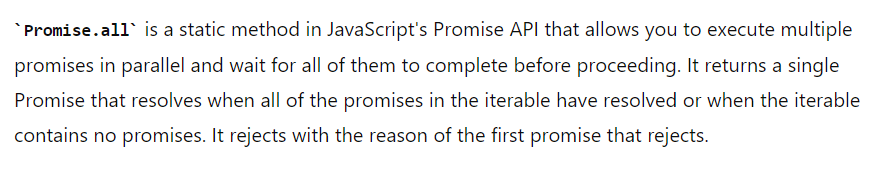 `Promise.all` is a static method in JavaScript's Promise API that allows you to execute multiple
promises in parallel and wait for all of them to complete before proceeding. It returns a single
Promise that resolves when all of the promises in the iterable have resolved or when the iterable
contains no promises. It rejects with the reason of the first promise that rejects.